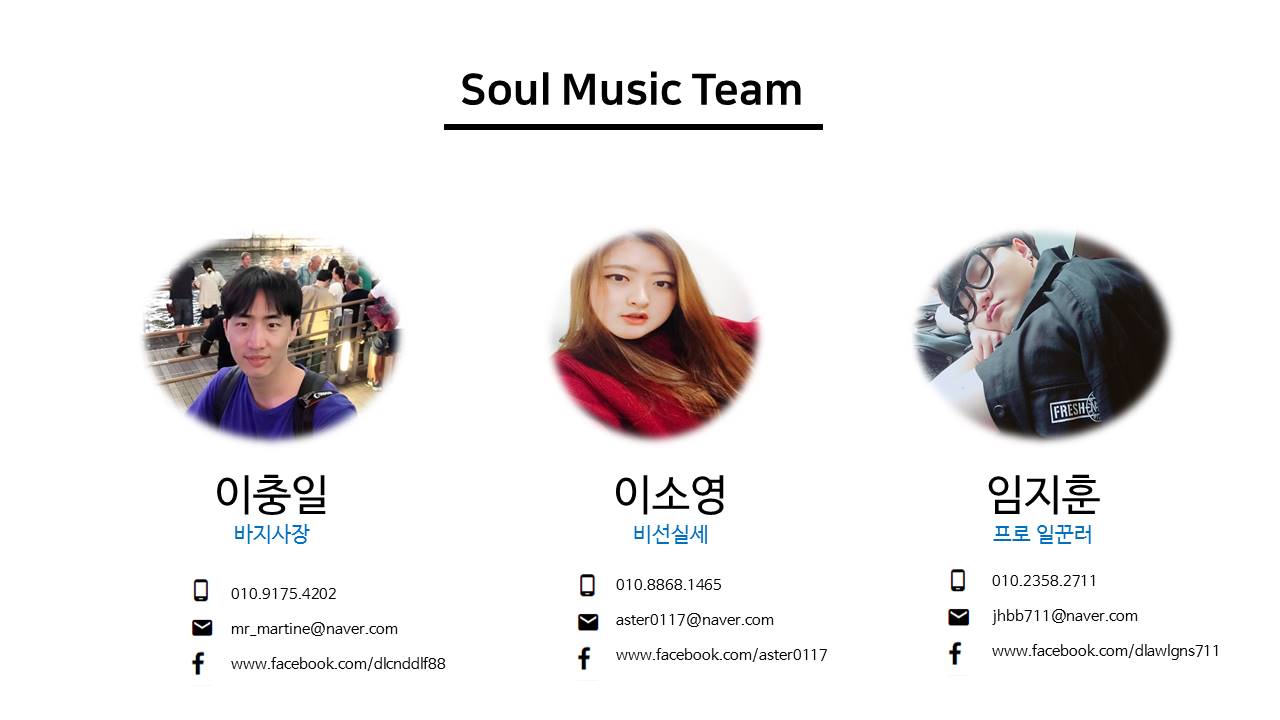 Soul Music Team
이충일
바지사장
010.9175.4202
mr_martine@naver.com
www.facebook.com/dlcnddlf88
이소영
비선실세
010.8868.1465
aster0117@naver.com
www.facebook.com/aster0117
FRESH
임지훈
프로 일꾼러
010.2358.2711
jhbb711@naver.com
www.facebook.com/dlawlgns711